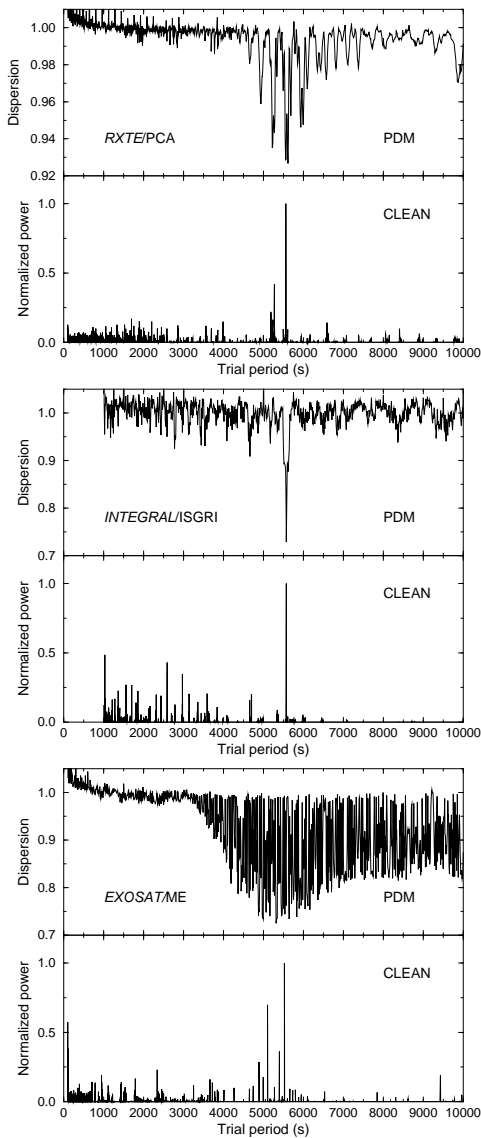 1.00
0.98
0.96
0.94
0.92
Dispersion
RXTE/PCA
PDM
1.0
0.5
0.0
Normalized power
CLEAN
0 1000 2000 3000 4000 5000 6000 7000 8000 9000 10000
Trial period (s)
1.0
0.9
0.8
0.7
Dispersion
INTEGRAL/ISGRI
PDM
1.0
0.5
0.0
Normalized power
CLEAN
0 1000 2000 3000 4000 5000 6000 7000 8000 9000 10000
Trial period (s)
1.0
0.9
0.8
0.7
Dispersion
EXOSAT/ME
PDM
1.0
0.5
0.0
Normalized power
CLEAN
0 1000 2000 3000 4000 5000 6000 7000 8000 9000 10000
Trial period (s)